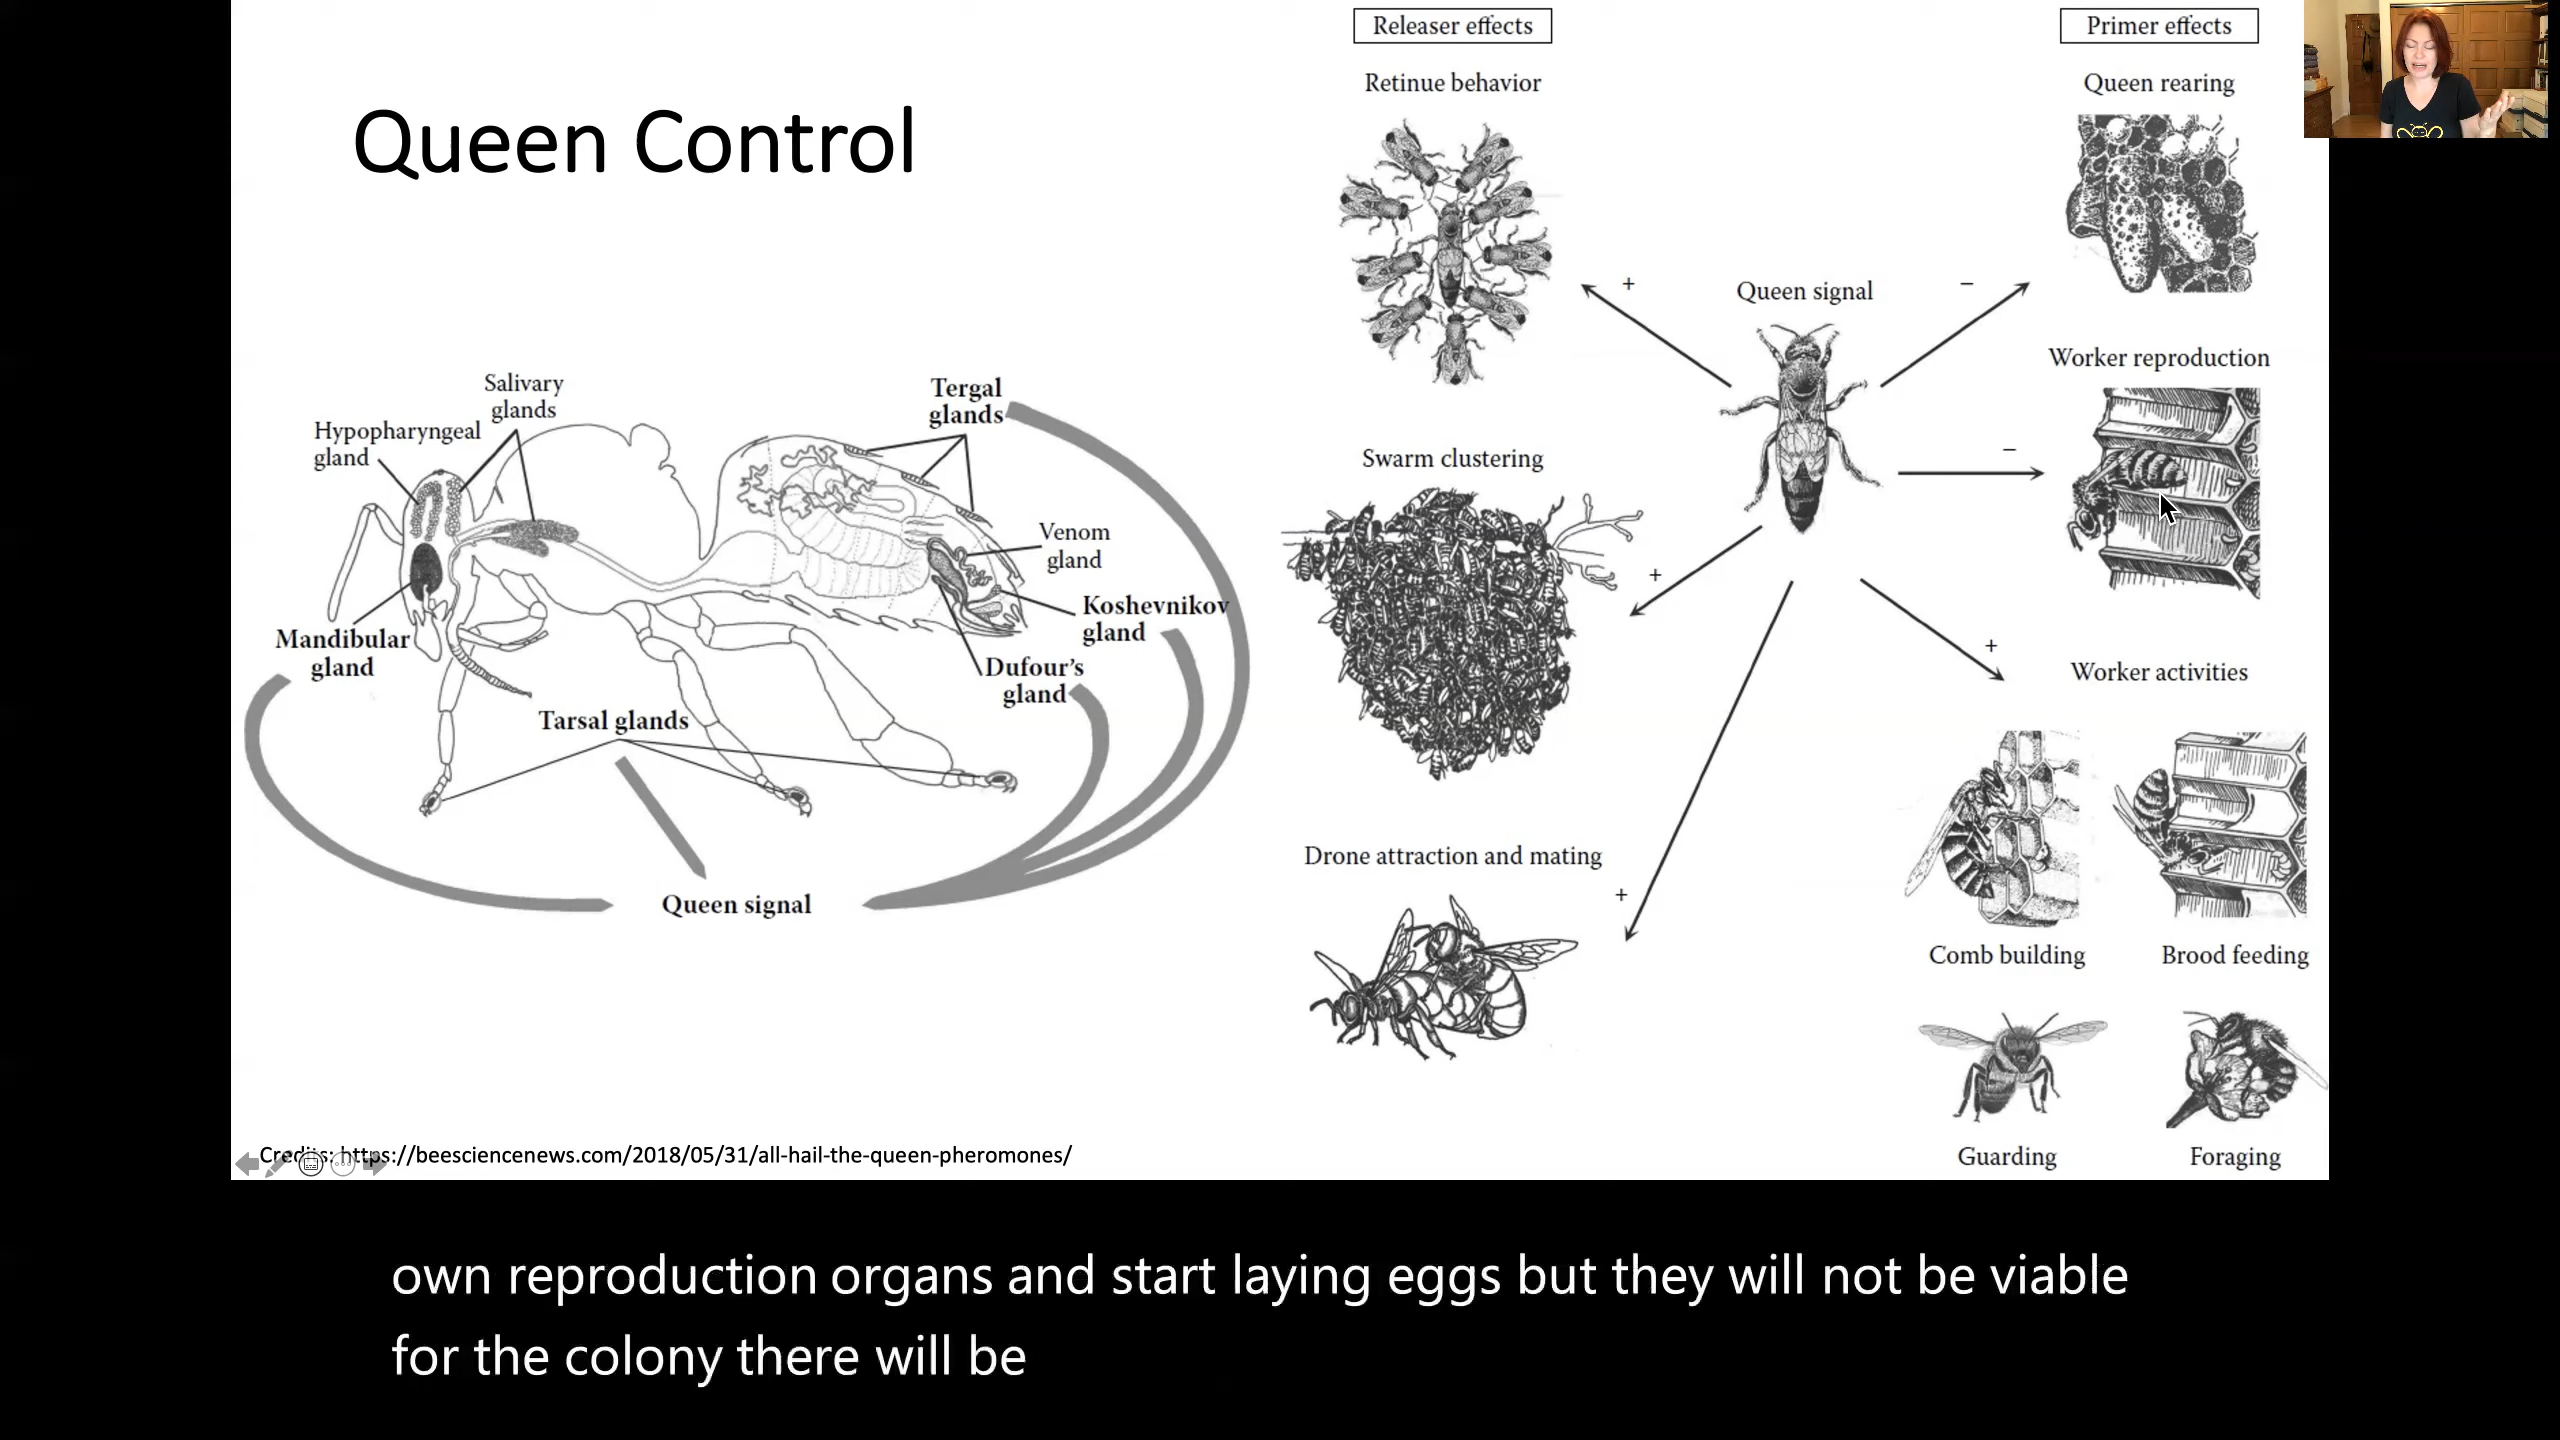 Queen Control
Salivary
glands
Hypopharyngeal
gland
Tergal
glands
Venom
gland
Koshevnikov
gland
Dufour's
gland
Mandibular
gland
Tarsal glands
Queen signal
Credits: https://beesciencenews.com/2018/05/31/all-hail-the-queen-pheromones/
Releaser effects
Retinue behavior
+
Swarm clustering
+
Drone attraction and mating
+
Queen signal
Primer effects
Queen rearing
−
Worker reproduction
−
Worker activities
+
Comb building
Brood feeding
Guarding
Foraging
own reproduction organs and start laying eggs but they will not be viable
for the colony there will be